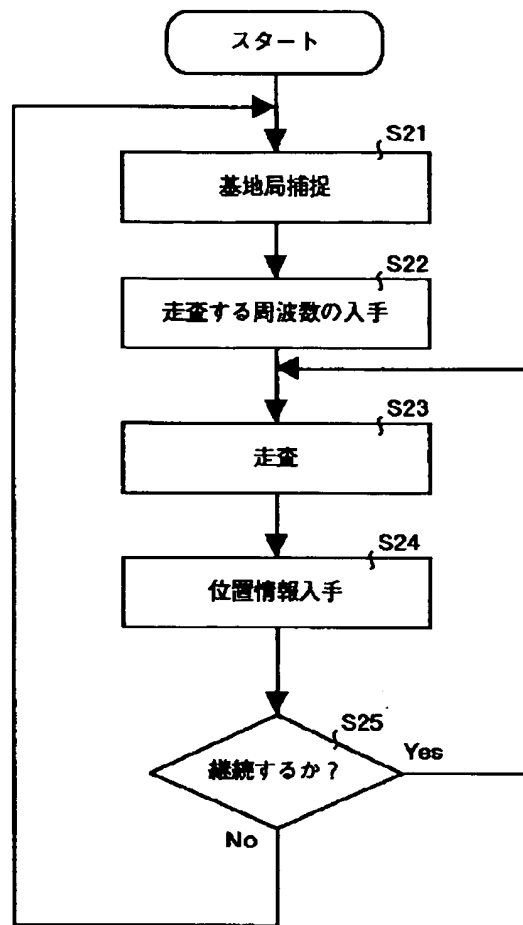 スタート
S21
基地局捕捉
S22
走査する周波数の入手
S23
走査
S24
位置情報入手
S25
継続するか？
Yes
No